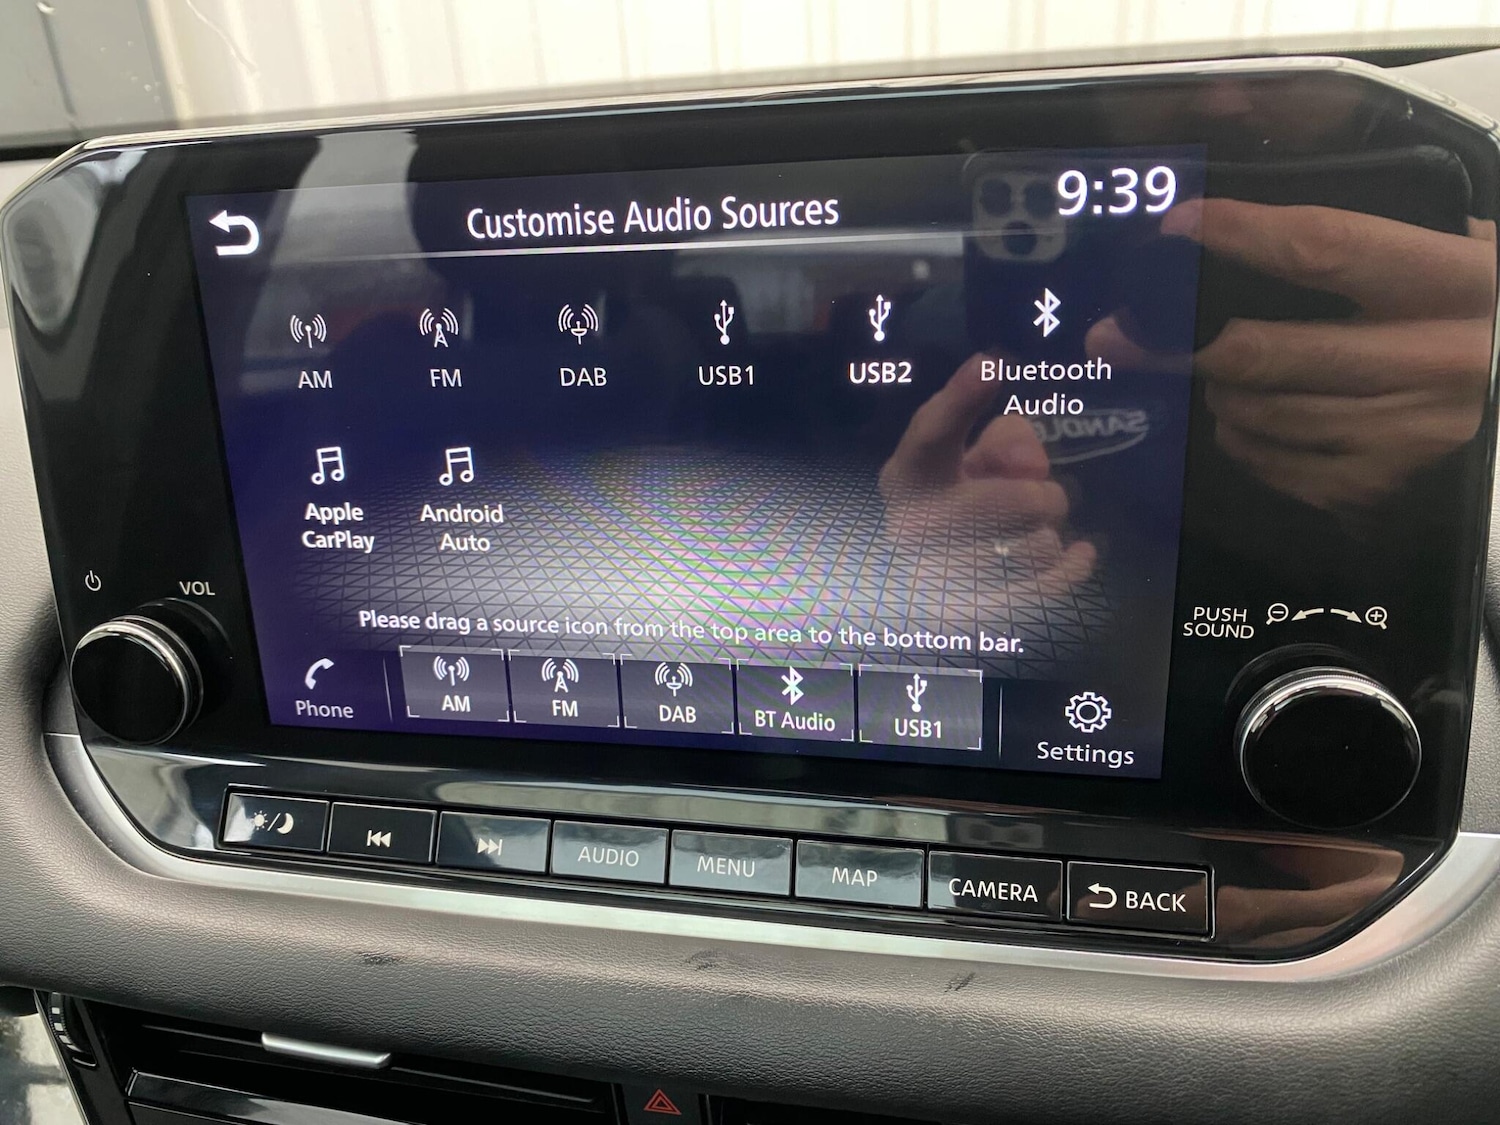 Customise Audio Sources
9:39
AM
FM
DAB
USB1
USB2
Bluetooth
Audio
Apple
CarPlay
Android
Auto
Please drag a source icon from the top area to the bottom bar.
Phone
AM
FM
DAB
BT Audio
USB1
Settings
VOL
PUSH
SOUND
AUDIO
MENU
MAP
CAMERA
BACK